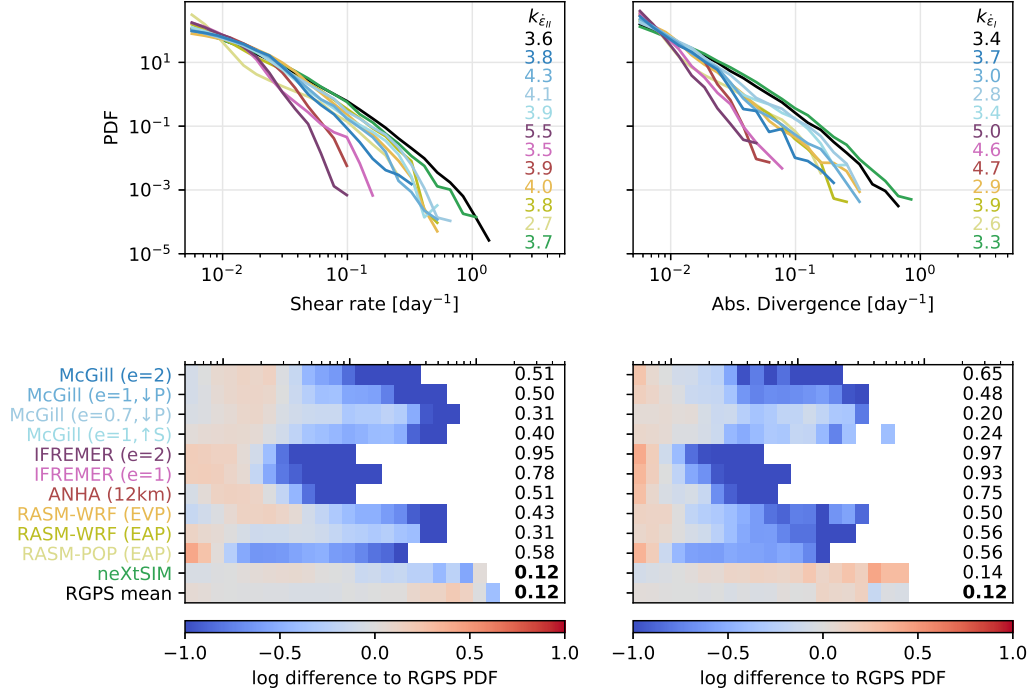 k_{ε̇_{II}}
3.6
3.8
4.3
4.1
3.9
5.5
3.5
3.9
4.0
3.8
2.7
3.7
PDF
10^1
10^−1
10^−3
10^−5
10^−2
10^−1
10^0
Shear rate [day^−1]
k_{ε̇_I}
3.4
3.7
3.0
2.8
3.4
5.0
4.6
4.7
2.9
3.9
2.6
3.3
10^−2
10^−1
10^0
Abs. Divergence [day^−1]
McGill (e=2) 0.51 0.65
McGill (e=1,↓P) 0.50 0.48
McGill (e=0.7,↓P) 0.31 0.20
McGill (e=1,↑S) 0.40 0.24
IFREMER (e=2) 0.95 0.97
IFREMER (e=1) 0.78 0.93
ANHA (12km) 0.51 0.75
RASM-WRF (EVP) 0.43 0.50
RASM-WRF (EAP) 0.31 0.56
RASM-POP (EAP) 0.58 0.56
neXtSIM 0.12 0.14
RGPS mean 0.12 0.12
−1.0 −0.5 0.0 0.5 1.0
log difference to RGPS PDF
−1.0 −0.5 0.0 0.5 1.0
log difference to RGPS PDF